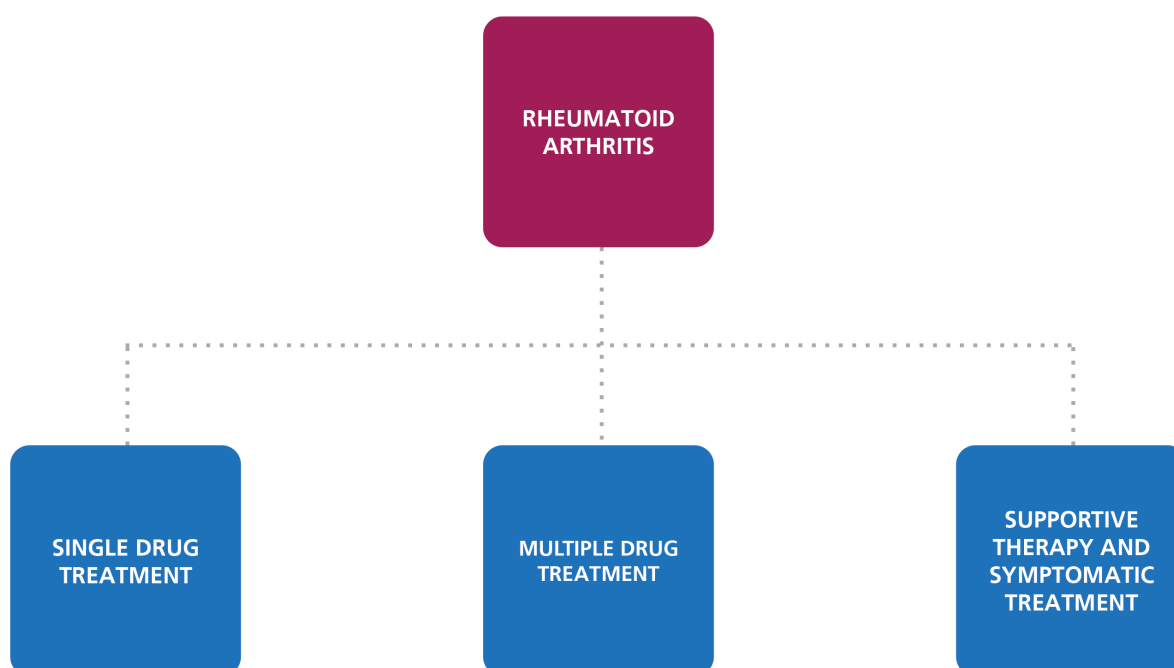 RHEUMATOID
ARTHRITIS
SINGLE DRUG
TREATMENT
MULTIPLE DRUG
TREATMENT
SUPPORTIVE
THERAPY AND
SYMPTOMATIC
TREATMENT